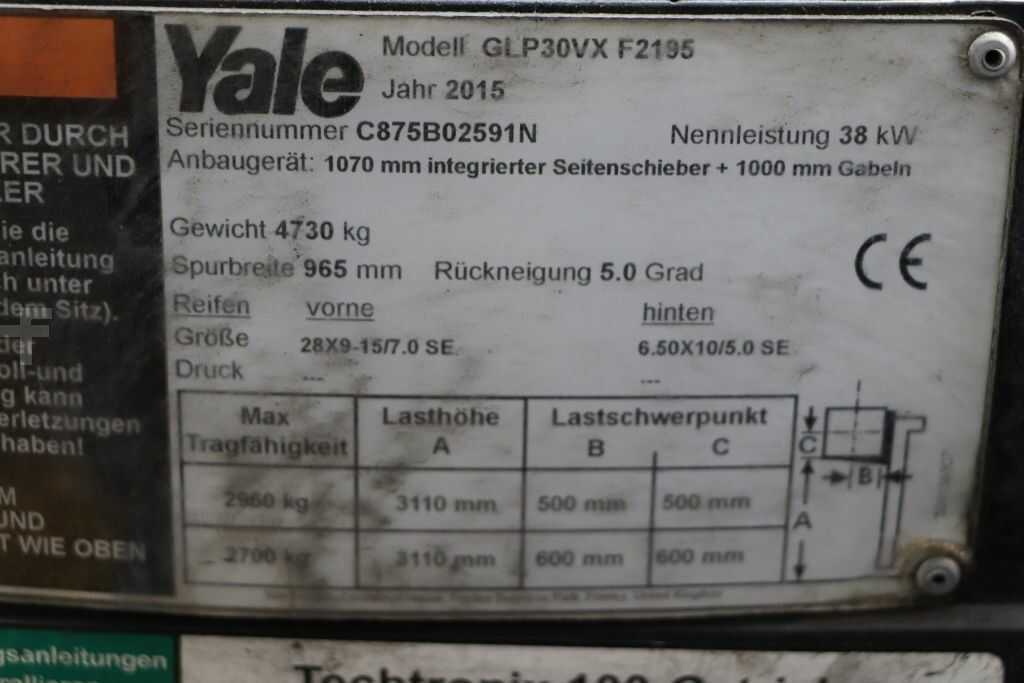 Yale
Modell GLP30VX F2195
Jahr 2015
Seriennummer C875B02591N Nennleistung 38 kW
Anbaugerät: 1070 mm integrierter Seitenschieber + 1000 mm Gabeln
Gewicht 4730 kg
Spurbreite 965 mm Rückneigung 5.0 Grad
CE
Reifen vorne hinten
Größe 28X9-15/7.0 SE 6.50X10/5.0 SE
Druck --- ---
Max Lasthöhe Lastschwerpunkt
Tragfähigkeit A B C
2960 kg 3110 mm 500 mm 500 mm
2700 kg 3110 mm 600 mm 600 mm
C
B
A
R DURCH
RER UND
ER
ie die
anleitung
h unter
dem Sitz).
der
oll-und
g kann
erletzungen
haben!
M
UND
T WIE OBEN
gsanleitungen
Techtronix 100